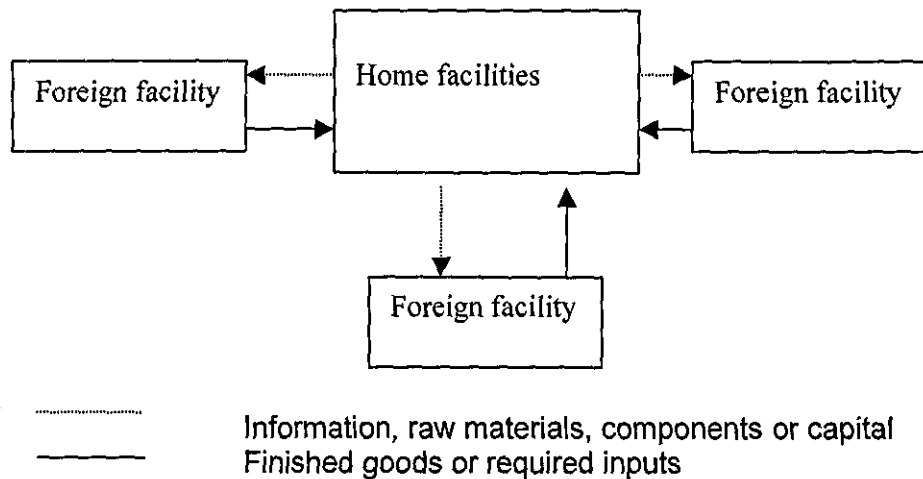 Foreign facility
Home facilities
Foreign facility
Foreign facility
Information, raw materials, components or capital
Finished goods or required inputs